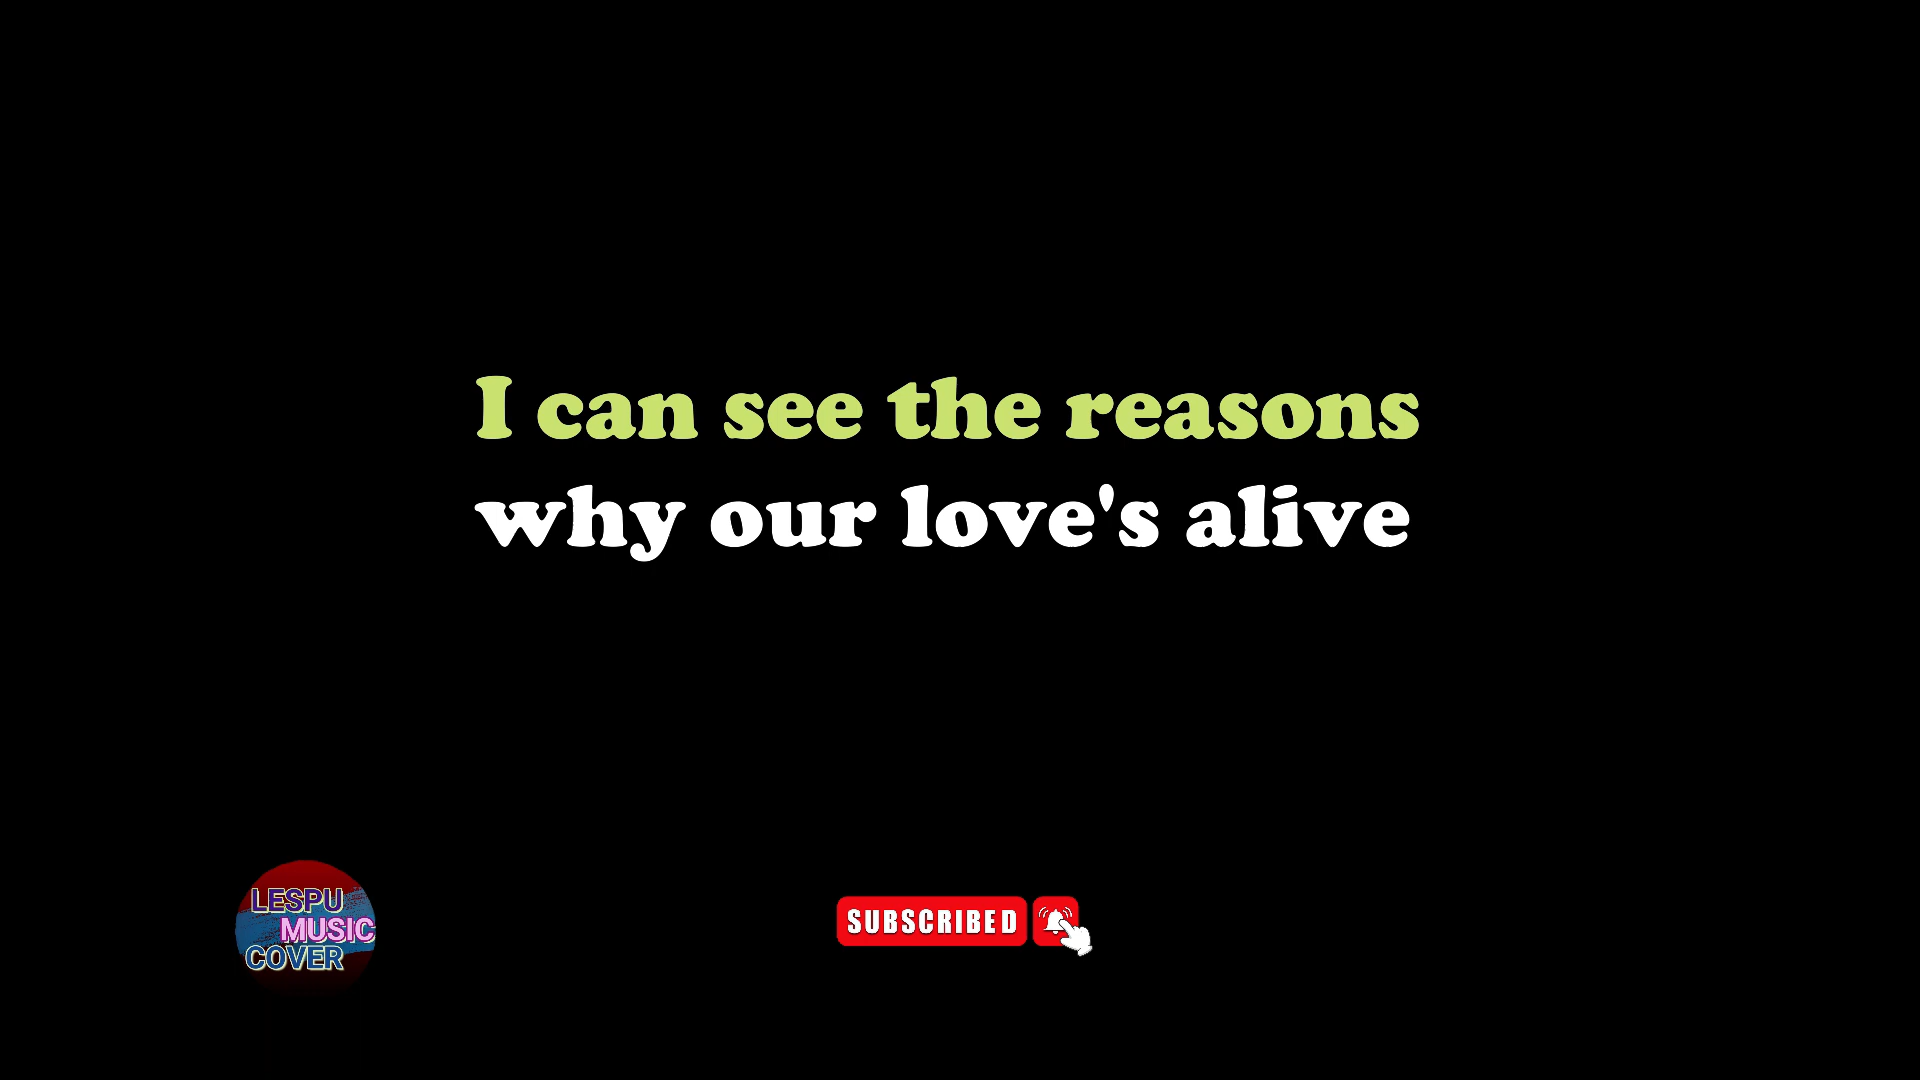 I can see the reasons
why our love's alive
LESPU
MUSIC
COVER
SUBSCRIBED